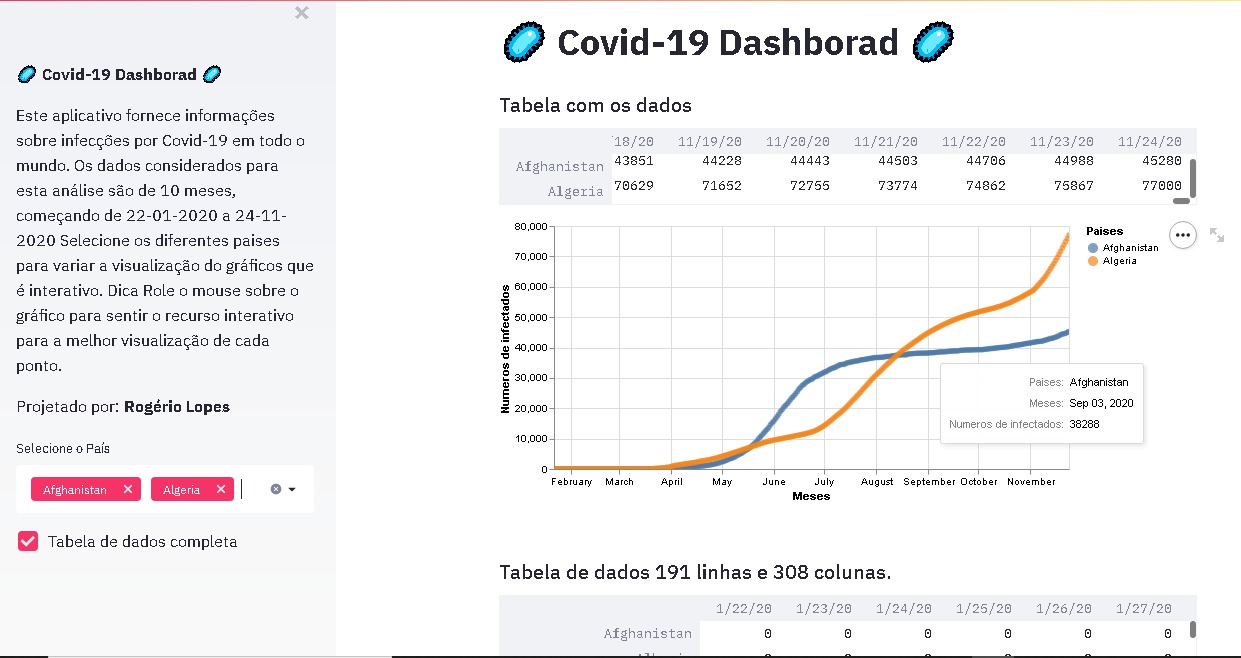 Covid-19 Dashborad
Este aplicativo fornece informações
sobre infecções por Covid-19 em todo o
mundo. Os dados considerados para
esta análise são de 10 meses,
começando de 22-01-2020 a 24-11-
2020 Selecione os diferentes paises
para variar a visualização do gráficos que
é interativo. Dica Role o mouse sobre o
gráfico para sentir o recurso interativo
para a melhor visualização de cada
ponto.
Projetado por: Rogério Lopes
Selecione o País
Afghanistan Algeria
Tabela de dados completa
Covid-19 Dashborad
Tabela com os dados
18/20 11/19/20 11/20/20 11/21/20 11/22/20 11/23/20 11/24/20
Afghanistan 43851 44228 44443 44503 44706 44988 45280
Algeria 70629 71652 72755 73774 74862 75867 77000
80,000
70,000
60,000
50,000
40,000
30,000
20,000
10,000
0
Numeros de infectados
February March April May June July August September October November
Meses
Paises
Afghanistan
Algeria
Paises: Afghanistan
Meses: Sep 03, 2020
Numeros de infectados: 38288
Tabela de dados 191 linhas e 308 colunas.
1/22/20 1/23/20 1/24/20 1/25/20 1/26/20 1/27/20
Afghanistan 0 0 0 0 0 0